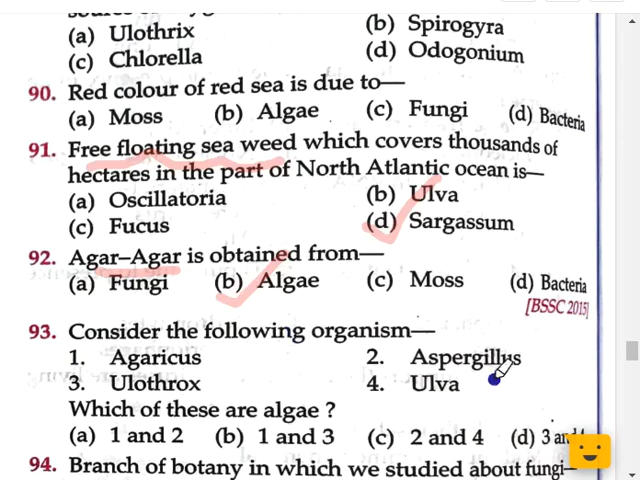 (a) Ulothrix (b) Spirogyra
(c) Chlorella (d) Odogonium
90. Red colour of red sea is due to—
(a) Moss (b) Algae (c) Fungi (d) Bacteria
91. Free floating sea weed which covers thousands of
hectares in the part of North Atlantic ocean is—
(a) Oscillatoria (b) Ulva
(c) Fucus (d) Sargassum
92. Agar–Agar is obtained from—
(a) Fungi (b) Algae (c) Moss (d) Bacteria
[BSSC 2015]
93. Consider the following organism—
1. Agaricus 2. Aspergillus
3. Ulothrox 4. Ulva
Which of these are algae ?
(a) 1 and 2 (b) 1 and 3 (c) 2 and 4 (d) 3
94. Branch of botany in which we studied about fungi—